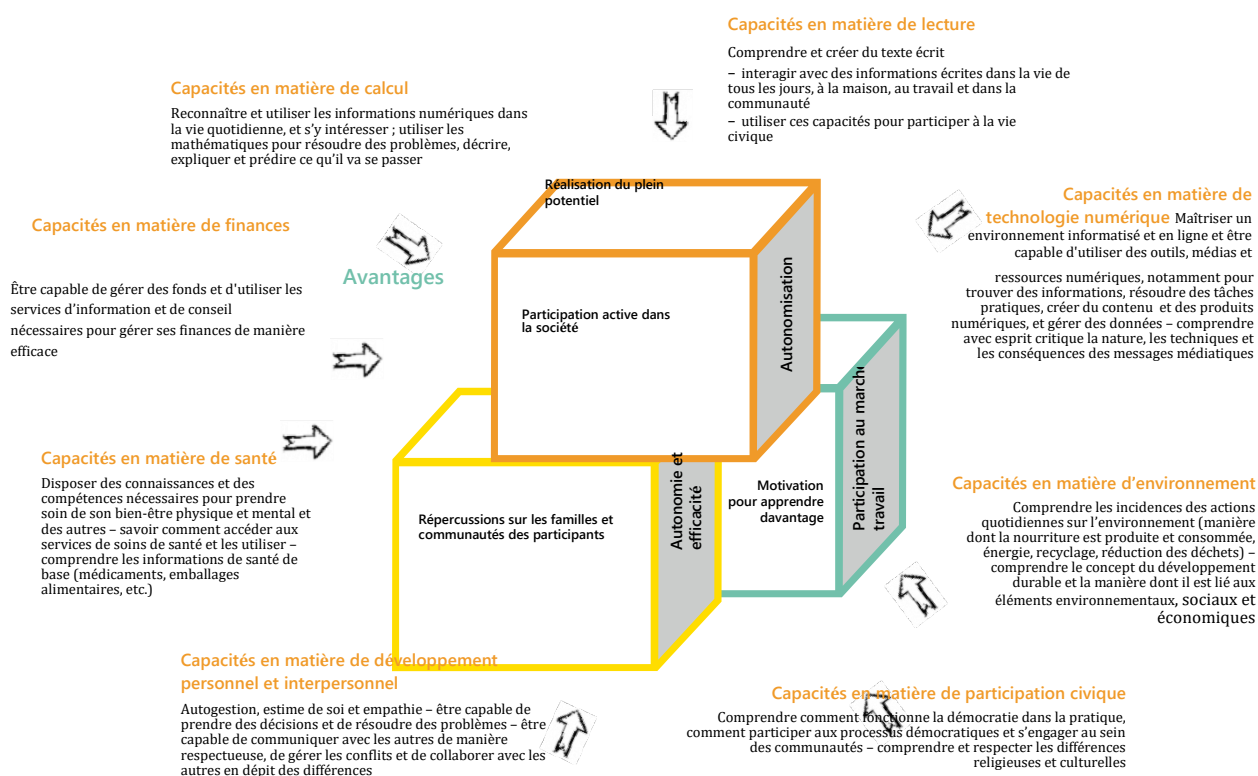 Capacités en matière de lecture
Comprendre et créer du texte écrit
– interagir avec des informations écrites dans la vie de
tous les jours, à la maison, au travail et dans la
communauté
– utiliser ces capacités pour participer à la vie
civique
Capacités en matière de calcul
Reconnaître et utiliser les informations numériques dans
la vie quotidienne, et s’y intéresser ; utiliser les
mathématiques pour résoudre des problèmes, décrire,
expliquer et prédire ce qu’il va se passer
Capacités en matière de finances
Être capable de gérer des fonds et d'utiliser les
services d’information et de conseil
nécessaires pour gérer ses finances de manière
efficace
Avantages
Réalisation du plein
potentiel
Participation active dans
la société
Autonomisation
Capacités en matière de
technologie numérique Maîtriser un
environnement informatisé et en ligne et être
capable d'utiliser des outils, médias et
ressources numériques, notamment pour
trouver des informations, résoudre des tâches
pratiques, créer du contenu et des produits
numériques, et gérer des données – comprendre
avec esprit critique la nature, les techniques et
les conséquences des messages médiatiques
Capacités en matière de santé
Disposer des connaissances et des
compétences nécessaires pour prendre
soin de son bien-être physique et mental et
des autres – savoir comment accéder aux
services de soins de santé et les utiliser –
comprendre les informations de santé de
base (médicaments, emballages
alimentaires, etc.)
Répercussions sur les familles et
communautés des participants
Autonomie et
efficacité
Motivation
pour apprendre
davantage
Participation au marché
travail
Capacités en matière d’environnement
Comprendre les incidences des actions
quotidiennes sur l’environnement (manière
dont la nourriture est produite et consommée,
énergie, recyclage, réduction des déchets) –
comprendre le concept du développement
durable et la manière dont il est lié aux
éléments environnementaux, sociaux et
économiques
Capacités en matière de développement
personnel et interpersonnel
Autogestion, estime de soi et empathie – être capable de
prendre des décisions et de résoudre des problèmes – être
capable de communiquer avec les autres de manière
respectueuse, de gérer les conflits et de collaborer avec les
autres en dépit des différences
Capacités en matière de participation civique
Comprendre comment fonctionne la démocratie dans la pratique,
comment participer aux processus démocratiques et s’engager au sein
des communautés – comprendre et respecter les différences
religieuses et culturelles